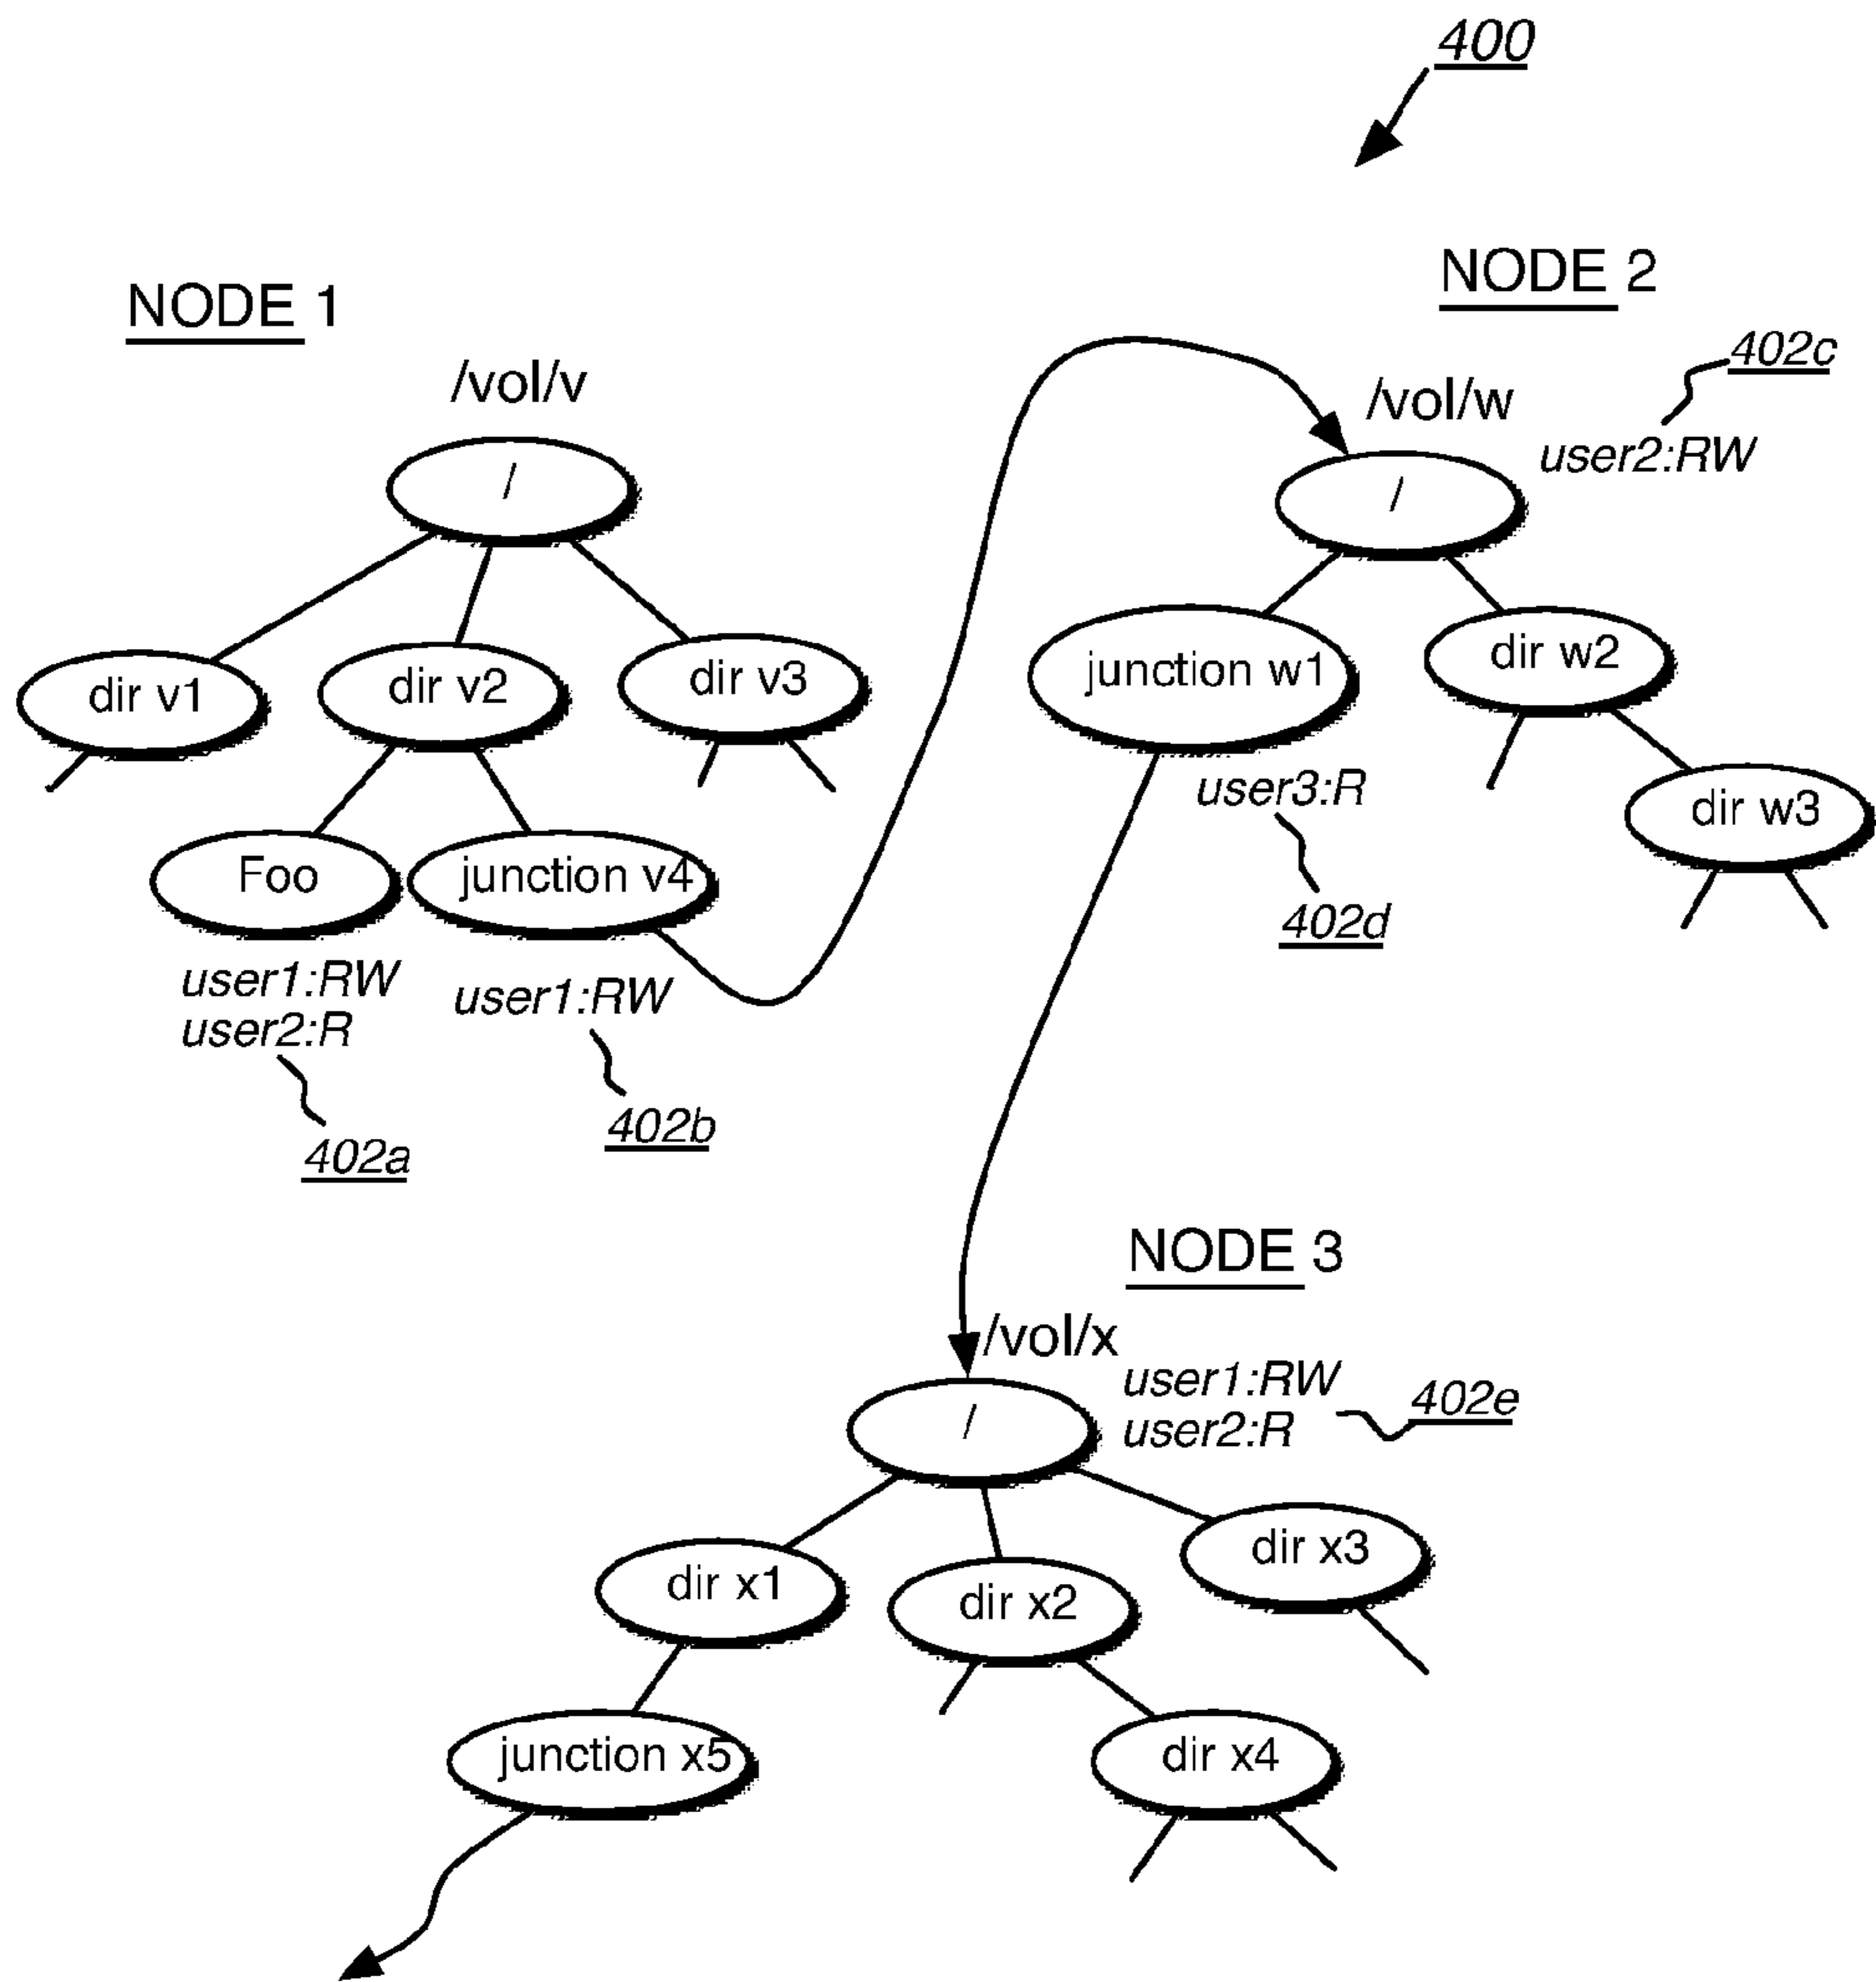 400
NODE 1
/vol/v
/
dir v1
dir v2
dir v3
Foo
junction v4
user1:RW
user2:R
402a
user1:RW
402b
NODE 2
402c
/vol/w
user2:RW
/
junction w1
dir w2
user3:R
402d
dir w3
NODE 3
/vol/x
user1:RW
user2:R
402e
/
dir x1
dir x2
dir x3
junction x5
dir x4